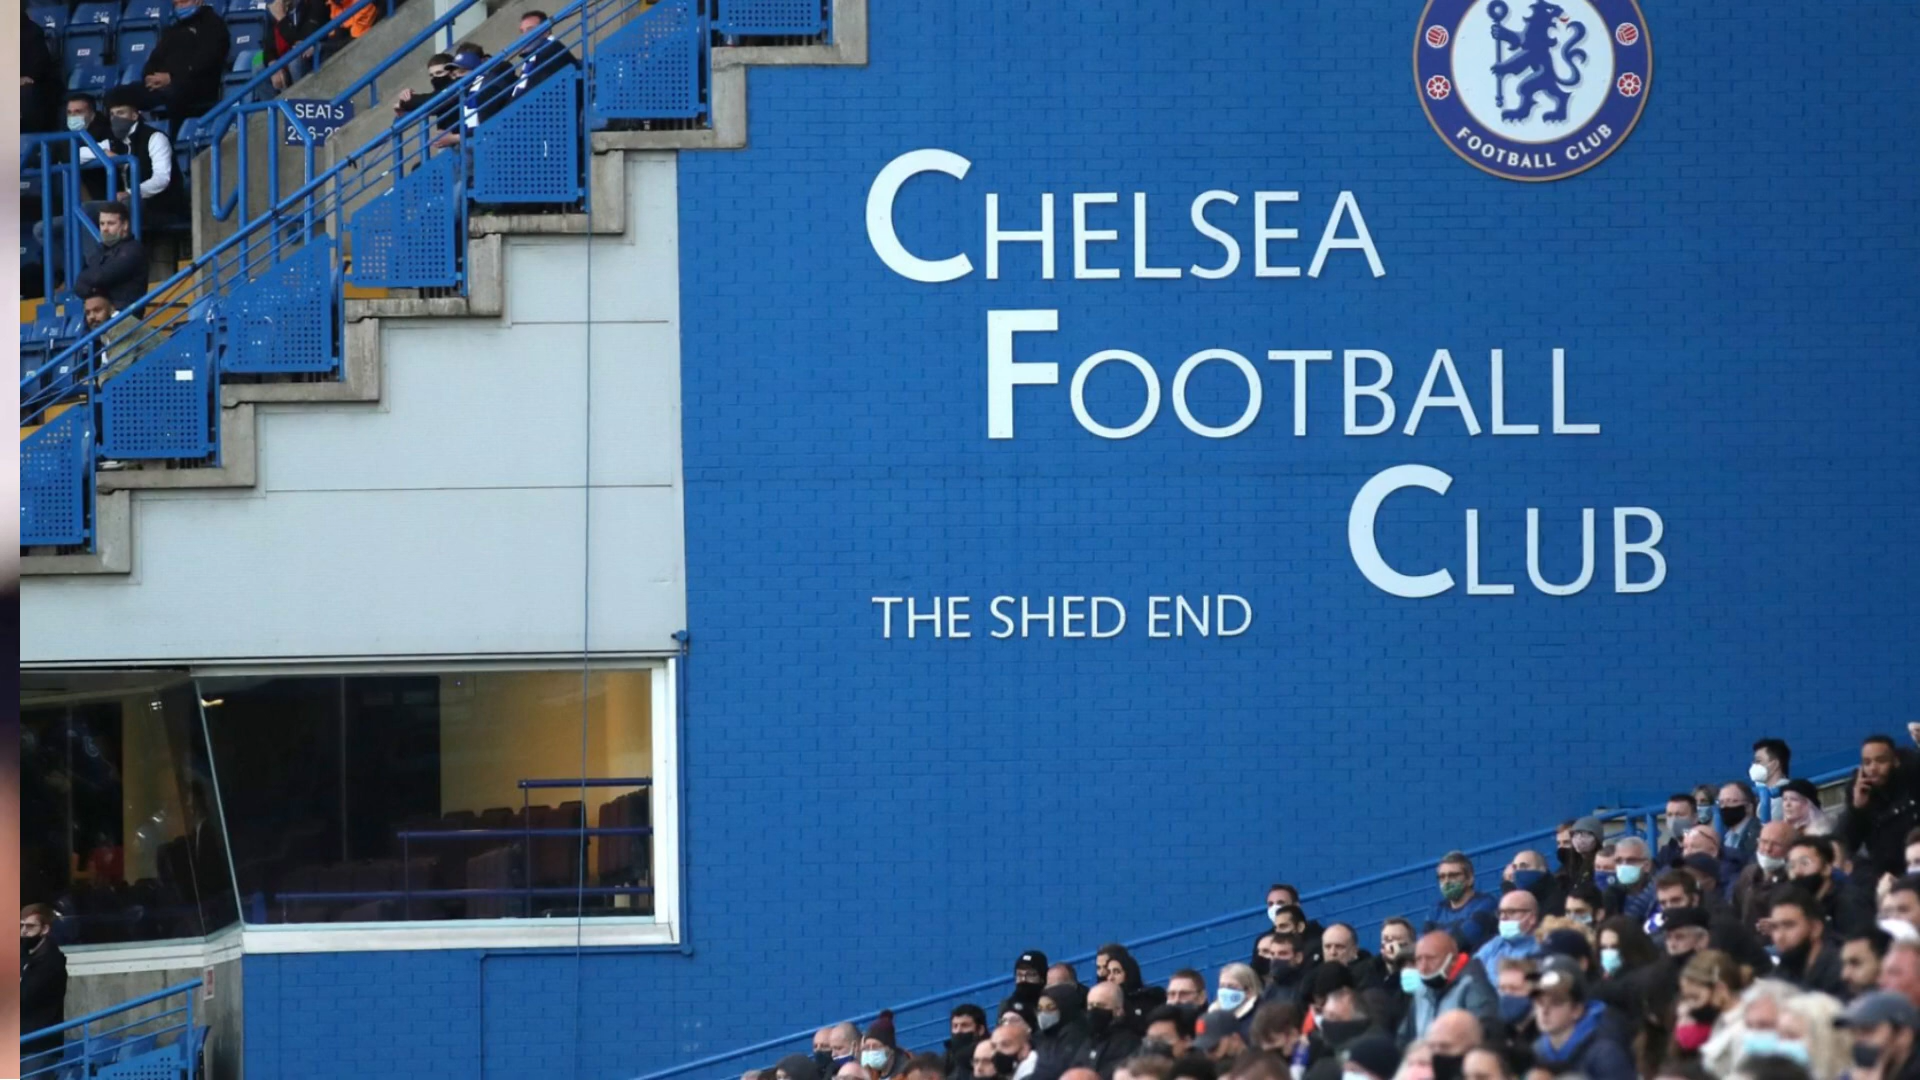 SEATS
FOOTBALL CLUB
CHELSEA
FOOTBALL
CLUB
THE SHED END